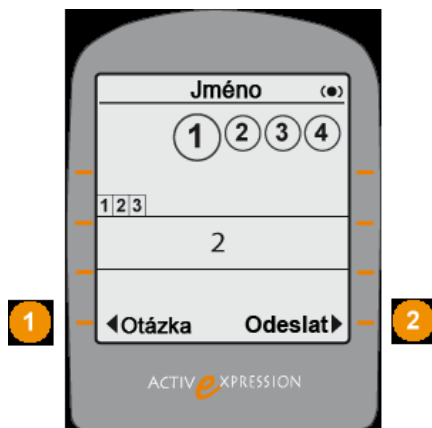 Jméno
1 2 3 4
1 2 3
2
1 Otázka Odeslat 2
ACTIVeXPRESSION